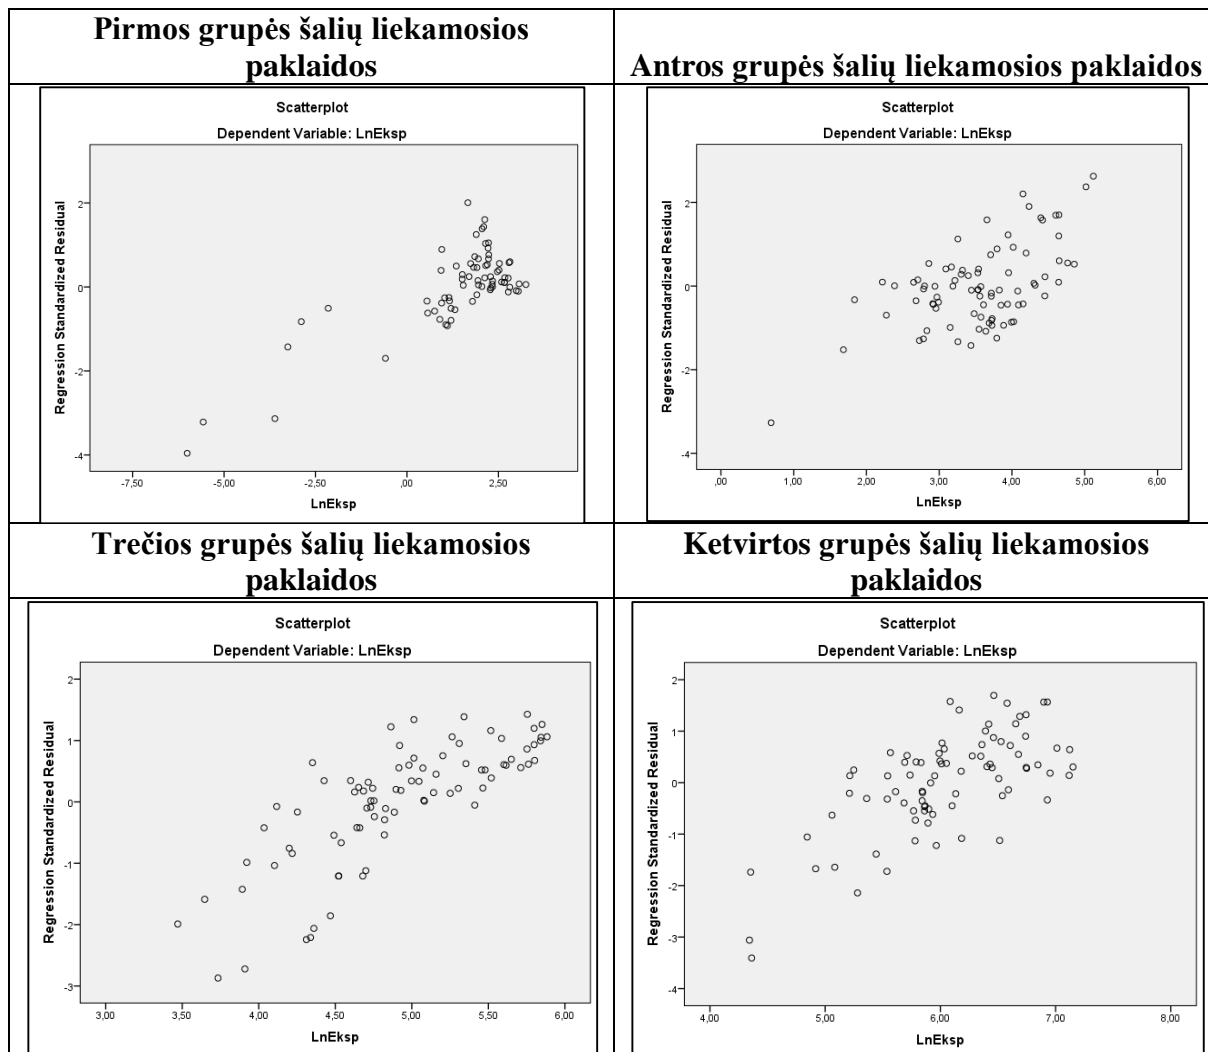 Pirmos grupės šalių liekamosios
paklaidos
Antros grupės šalių liekamosios paklaidos
Scatterplot
Dependent Variable: LnEksp
Regression Standardized Residual
2
0
-2
-4
-7,50 -5,00 -2,50 ,00 2,50
LnEksp
Scatterplot
Dependent Variable: LnEksp
Regression Standardized Residual
2
0
-2
-4
,00 1,00 2,00 3,00 4,00 5,00 6,00
LnEksp
Trečios grupės šalių liekamosios
paklaidos
Ketvirtos grupės šalių liekamosios
paklaidos
Scatterplot
Dependent Variable: LnEksp
Regression Standardized Residual
2
1
0
-1
-2
-3
3,00 3,50 4,00 4,50 5,00 5,50 6,00
LnEksp
Scatterplot
Dependent Variable: LnEksp
Regression Standardized Residual
2
1
0
-1
-2
-3
-4
4,00 5,00 6,00 7,00 8,00
LnEksp